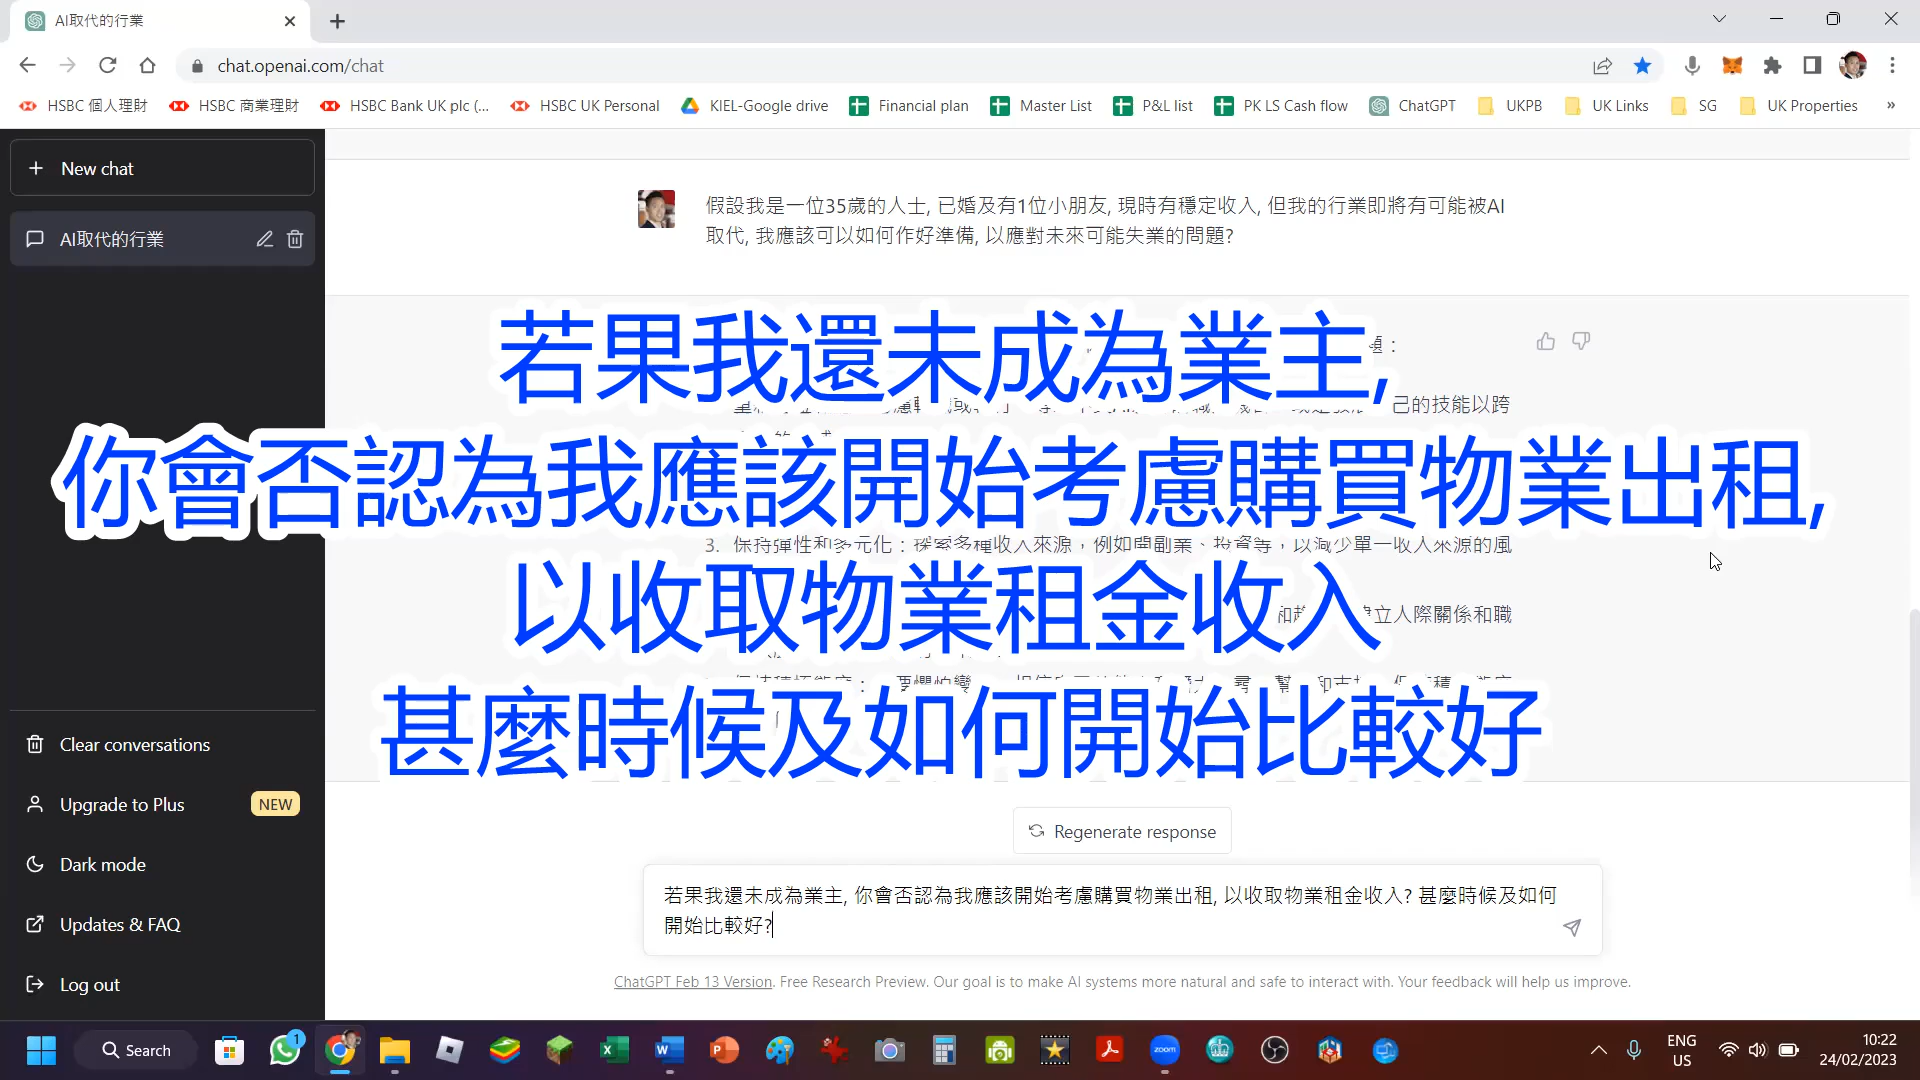 AI取代的行業
chat.openai.com/chat
HSBC 個人理財
HSBC 商業理財
HSBC Bank UK plc (...
HSBC UK Personal
KIEL-Google drive
Financial plan
Master List
P&L list
PK LS Cash flow
ChatGPT
UKPB
UK Links
SG
UK Properties
»
New chat
AI取代的行業
假設我是一位35歲的人士, 已婚及有1位小朋友, 現時有穩定收入, 但我的行業即將有可能被AI
取代, 我應該可以如何作好準備, 以應對未來可能失業的問題?
題：
若果我還未成為業主,
己的技能以跨
你會否認為我應該開始考慮購買物業出租,
3. 保持彈性和多元化：探索多種收入來源，例如開副業、投資等，以減少單一收入來源的風
以收取物業租金收入
建立人際關係和職
甚麼時候及如何開始比較好
Clear conversations
Upgrade to Plus
NEW
Dark mode
Updates & FAQ
Log out
Regenerate response
若果我還未成為業主, 你會否認為我應該開始考慮購買物業出租, 以收取物業租金收入? 甚麼時候及如何
開始比較好?
ChatGPT Feb 13 Version. Free Research Preview. Our goal is to make AI systems more natural and safe to interact with. Your feedback will help us improve.
Search
1
zoom
ENG
US
10:22
24/02/2023